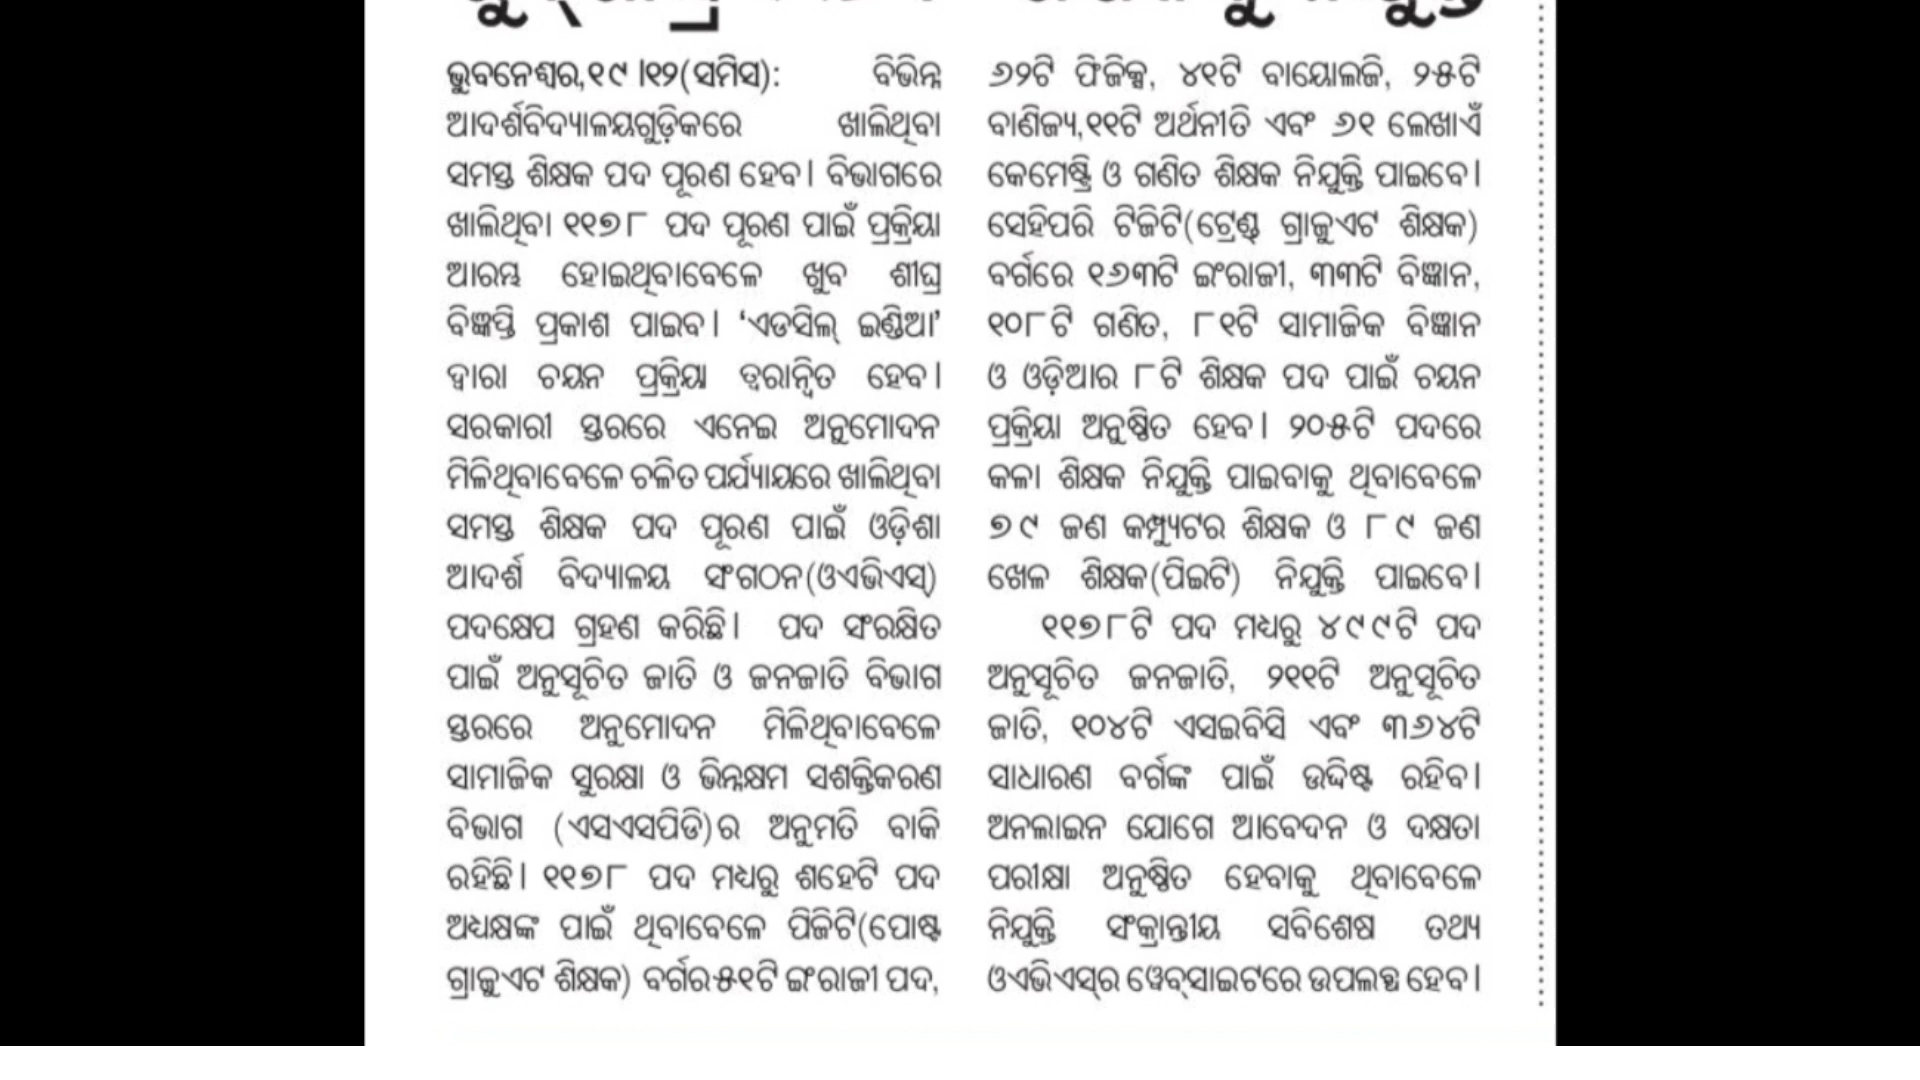 ଭୁବନେଶ୍ୱର,୧୯ ।୧୨(ସମିସ): ବିଭିନ୍ନ
ଆଦର୍ଶବିଦ୍ୟାଳୟଗୁଡ଼ିକରେ ଖାଲିଥିବା
ସମସ୍ତ ଶିକ୍ଷକ ପଦ ପୂରଣ ହେବ। ବିଭାଗରେ
ଖାଲିଥିବା ୧୧୭୮ ପଦ ପୂରଣ ପାଇଁ ପ୍ରକ୍ରିୟା
ଆରମ୍ଭ ହୋଇଥିବାବେଳେ ଖୁବ ଶୀଘ୍ର
ବିଜ୍ଞପ୍ତି ପ୍ରକାଶ ପାଇବ। ‘ଏଡସିଲ୍ ଇଣ୍ଡିଆ’
ଦ୍ୱାରା ଚୟନ ପ୍ରକ୍ରିୟା ତ୍ୱରାନ୍ୱିତ ହେବ।
ସରକାରୀ ସ୍ତରରେ ଏନେଇ ଅନୁମୋଦନ
ମିଳିଥିବାବେଳେ ଚଳିତ ପର୍ଯ୍ୟାୟରେ ଖାଲିଥିବା
ସମସ୍ତ ଶିକ୍ଷକ ପଦ ପୂରଣ ପାଇଁ ଓଡ଼ିଶା
ଆଦର୍ଶ ବିଦ୍ୟାଳୟ ସଂଗଠନ(ଓଏଭିଏସ୍)
ପଦକ୍ଷେପ ଗ୍ରହଣ କରିଛି। ପଦ ସଂରକ୍ଷିତ
ପାଇଁ ଅନୁସୂଚିତ ଜାତି ଓ ଜନଜାତି ବିଭାଗ
ସ୍ତରରେ ଅନୁମୋଦନ ମିଳିଥିବାବେଳେ
ସାମାଜିକ ସୁରକ୍ଷା ଓ ଭିନ୍ନକ୍ଷମ ସଶକ୍ତିକରଣ
ବିଭାଗ (ଏସଏସପିଡି)ର ଅନୁମତି ବାକି
ରହିଛି। ୧୧୭୮ ପଦ ମଧ୍ୟରୁ ଶହେଟି ପଦ
ଅଧ୍ୟକ୍ଷଙ୍କ ପାଇଁ ଥିବାବେଳେ ପିଜିଟି(ପୋଷ୍ଟ
ଗ୍ରାଜୁଏଟ ଶିକ୍ଷକ) ବର୍ଗର ୫୧ଟି ଇଂରାଜୀ ପଦ,
୬୨ଟି ଫିଜିକ୍ସ, ୪୧ଟି ବାୟୋଲଜି, ୨୫ଟି
ବାଣିଜ୍ୟ,୧୧ଟି ଅର୍ଥନୀତି ଏବଂ ୬୧ ଲେଖାଏଁ
କେମେଷ୍ଟ୍ରି ଓ ଗଣିତ ଶିକ୍ଷକ ନିଯୁକ୍ତି ପାଇବେ।
ସେହିପରି ଟିଜିଟି(ଟ୍ରେଣ୍ଡ୍ ଗ୍ରାଜୁଏଟ ଶିକ୍ଷକ)
ବର୍ଗରେ ୧୬୩ଟି ଇଂରାଜୀ, ୩୩ଟି ବିଜ୍ଞାନ,
୧୦୮ଟି ଗଣିତ, ୮୧ଟି ସାମାଜିକ ବିଜ୍ଞାନ
ଓ ଓଡ଼ିଆର ୮ଟି ଶିକ୍ଷକ ପଦ ପାଇଁ ଚୟନ
ପ୍ରକ୍ରିୟା ଅନୁଷ୍ଠିତ ହେବ। ୨୦୫ଟି ପଦରେ
କଳା ଶିକ୍ଷକ ନିଯୁକ୍ତି ପାଇବାକୁ ଥିବାବେଳେ
୭୯ ଜଣ କମ୍ପ୍ୟୁଟର ଶିକ୍ଷକ ଓ ୮୯ ଜଣ
ଖେଳ ଶିକ୍ଷକ(ପିଇଟି) ନିଯୁକ୍ତି ପାଇବେ।
୧୧୭୮ଟି ପଦ ମଧ୍ୟରୁ ୪୯୯ଟି ପଦ
ଅନୁସୂଚିତ ଜନଜାତି, ୨୧୧ଟି ଅନୁସୂଚିତ
ଜାତି, ୧୦୪ଟି ଏସଇବିସି ଏବଂ ୩୬୪ଟି
ସାଧାରଣ ବର୍ଗଙ୍କ ପାଇଁ ଉଦ୍ଦିଷ୍ଟ ରହିବ।
ଅନଲାଇନ ଯୋଗେ ଆବେଦନ ଓ ଦକ୍ଷତା
ପରୀକ୍ଷା ଅନୁଷ୍ଠିତ ହେବାକୁ ଥିବାବେଳେ
ନିଯୁକ୍ତି ସଂକ୍ରାନ୍ତୀୟ ସବିଶେଷ ତଥ୍ୟ
ଓଏଭିଏସ୍‌ର ୱେବ୍‌ସାଇଟରେ ଉପଲବ୍ଧ ହେବ।